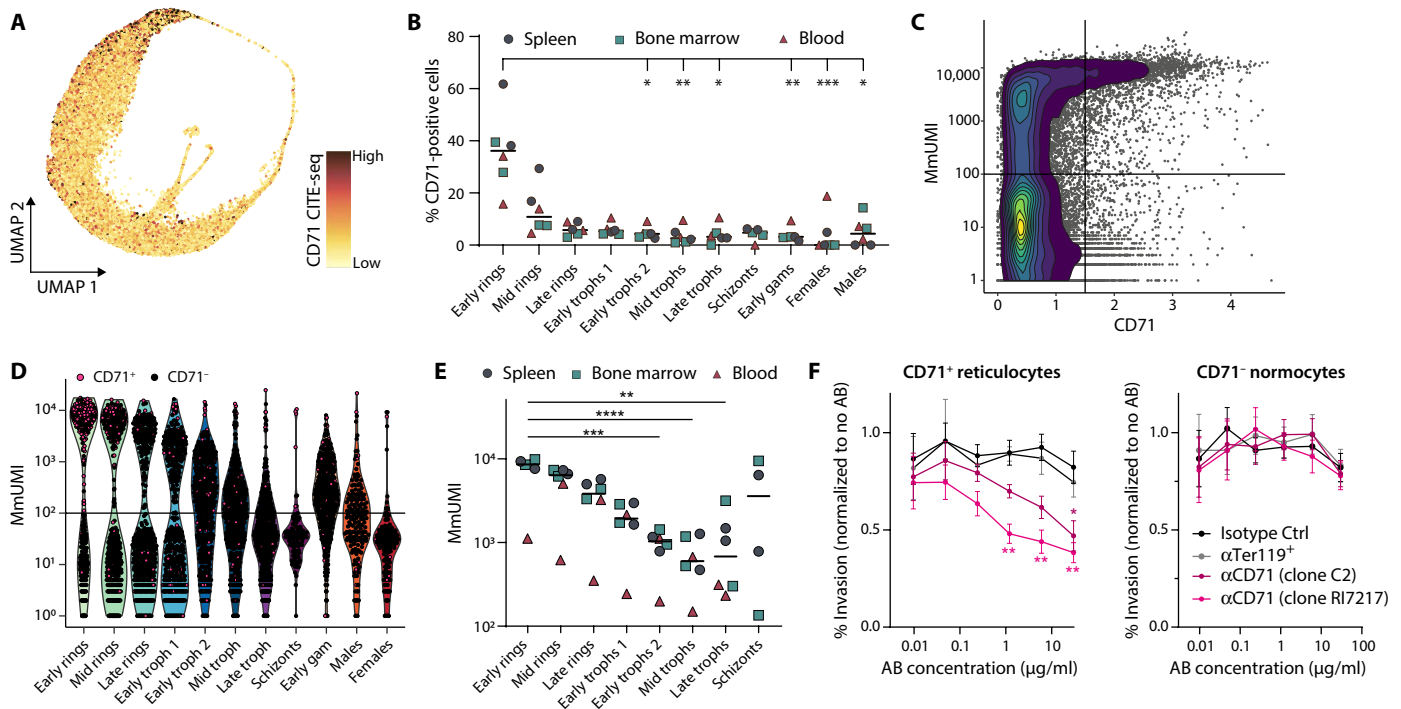 A
UMAP 2
UMAP 1
CD71 CITE-seq
High
Low
B
% CD71-positive cells
80
60
40
20
0
Spleen
Bone marrow
Blood
* ** * ** *** *
Early rings
Mid rings
Late rings
Early trophs 1
Early trophs 2
Mid trophs
Late trophs
Schizonts
Early gams
Females
Males
C
MmUMI
10,000
1000
100
10
1
0 1 2 3 4
CD71
D
CD71⁺ CD71⁻
MmUMI
10⁴
10³
10²
10¹
10⁰
Early rings
Mid rings
Late rings
Early troph 1
Early troph 2
Mid troph
Late troph
Schizonts
Early gam
Males
Females
E
Spleen
Bone marrow
Blood
**
****
***
MmUMI
10⁴
10³
10²
Early rings
Mid rings
Late rings
Early trophs 1
Early trophs 2
Mid trophs
Late trophs
Schizonts
F
CD71⁺ reticulocytes
% Invasion (normalized to no AB)
1.0
0.5
0.0
*
** ** **
0.01 0.1 1 10
AB concentration (μg/ml)
CD71⁻ normocytes
% Invasion (normalized to no AB)
1.0
0.5
0.0
Isotype Ctrl
αTer119⁺
αCD71 (clone C2)
αCD71 (clone RI7217)
0.01 0.1 1 10 100
AB concentration (μg/ml)